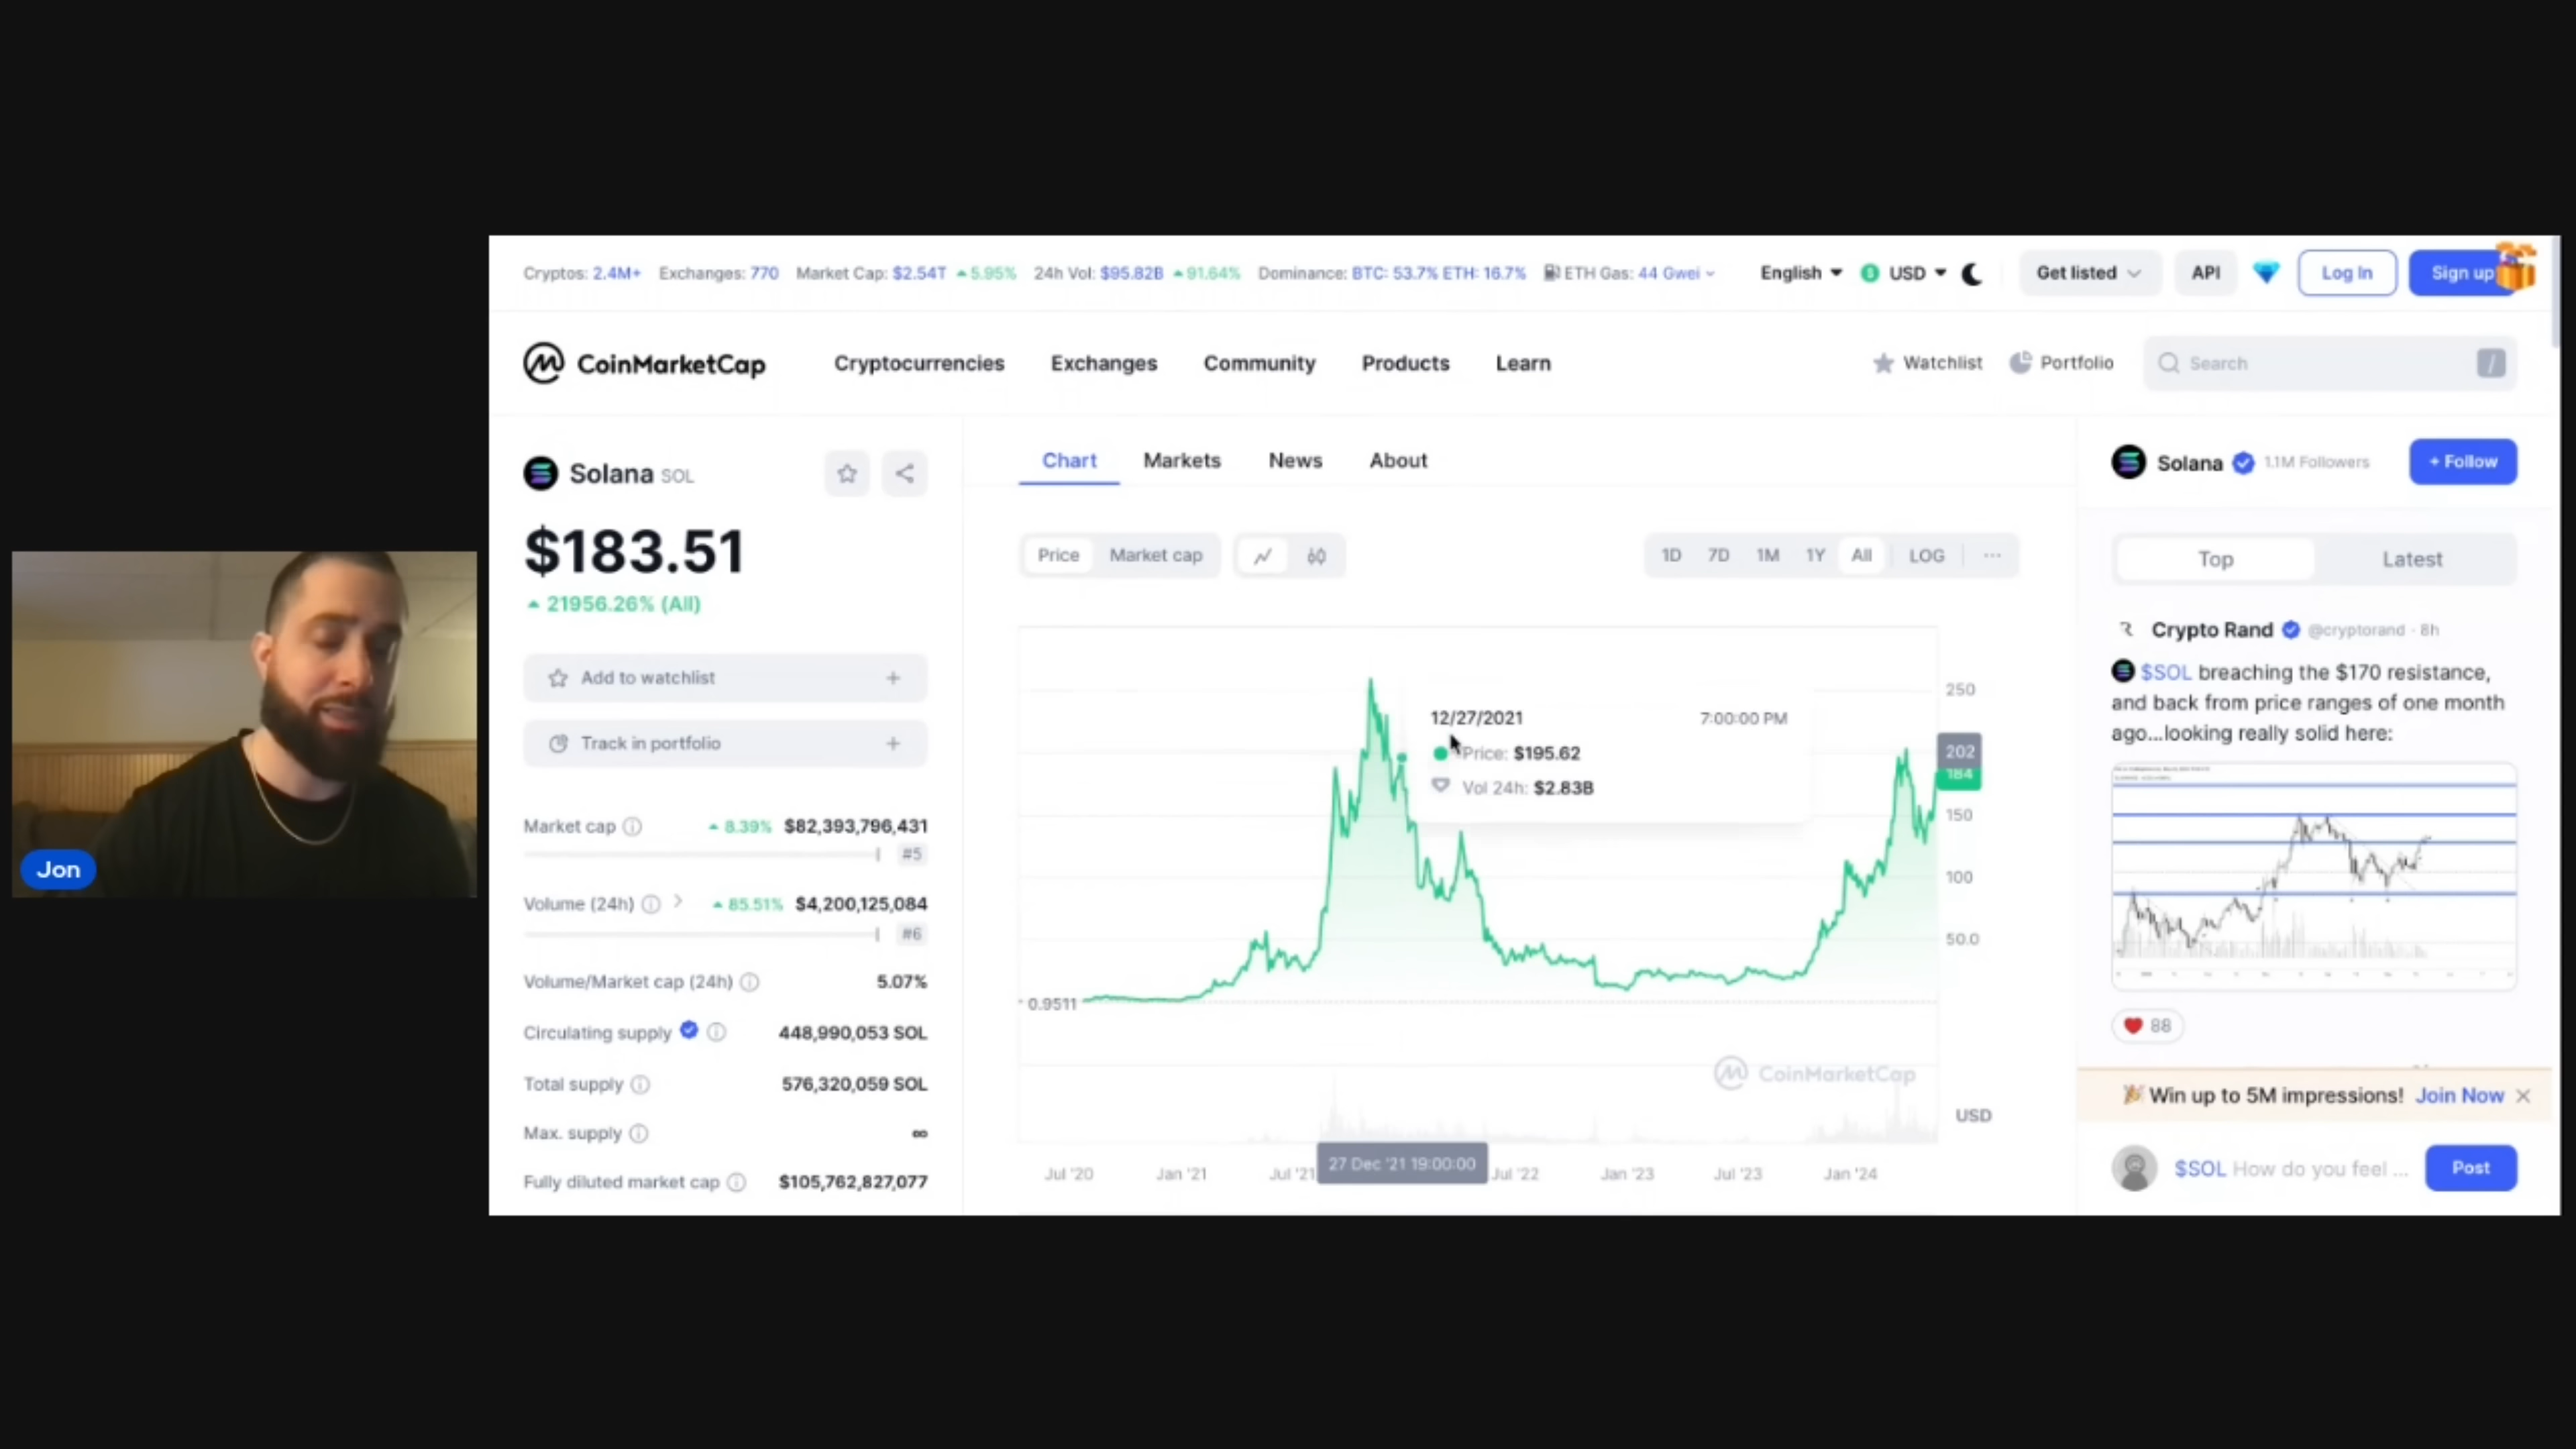 Cryptos: 2.4M+ Exchanges: 770 Market Cap: $2.54T 5.95% 24h Vol: $95.82B 91.64% Dominance: BTC: 53.7% ETH: 16.7% ETH Gas: 44 Gwei English USD Get listed API Log In Sign up
CoinMarketCap Cryptocurrencies Exchanges Community Products Learn Watchlist Portfolio Search /
Solana SOL
$183.51
21956.26% (All)
Add to watchlist +
Track in portfolio +
Market cap 8.39% $82,393,796,431
#5
Volume (24h) 85.51% $4,200,125,084
#6
Volume/Market cap (24h) 5.07%
Circulating supply 448,990,053 SOL
Total supply 576,320,059 SOL
Max. supply ∞
Fully diluted market cap $105,762,827,077
Chart Markets News About
Price Market cap 1D 7D 1M 1Y All LOG ...
12/27/2021 7:00:00 PM
Price: $195.62
Vol 24h: $2.83B
250
202
184
150
100
50.0
0.9511
CoinMarketCap
USD
Jul '20 Jan '21 Jul '21 27 Dec '21 19:00:00 Jul '22 Jan '23 Jul '23 Jan '24
Solana 1.1M Followers + Follow
Top Latest
Crypto Rand @cryptorand · 8h
$SOL breaching the $170 resistance,
and back from price ranges of one month
ago...looking really solid here:
88
Win up to 5M impressions! Join Now
$SOL How do you feel ... Post
Jon